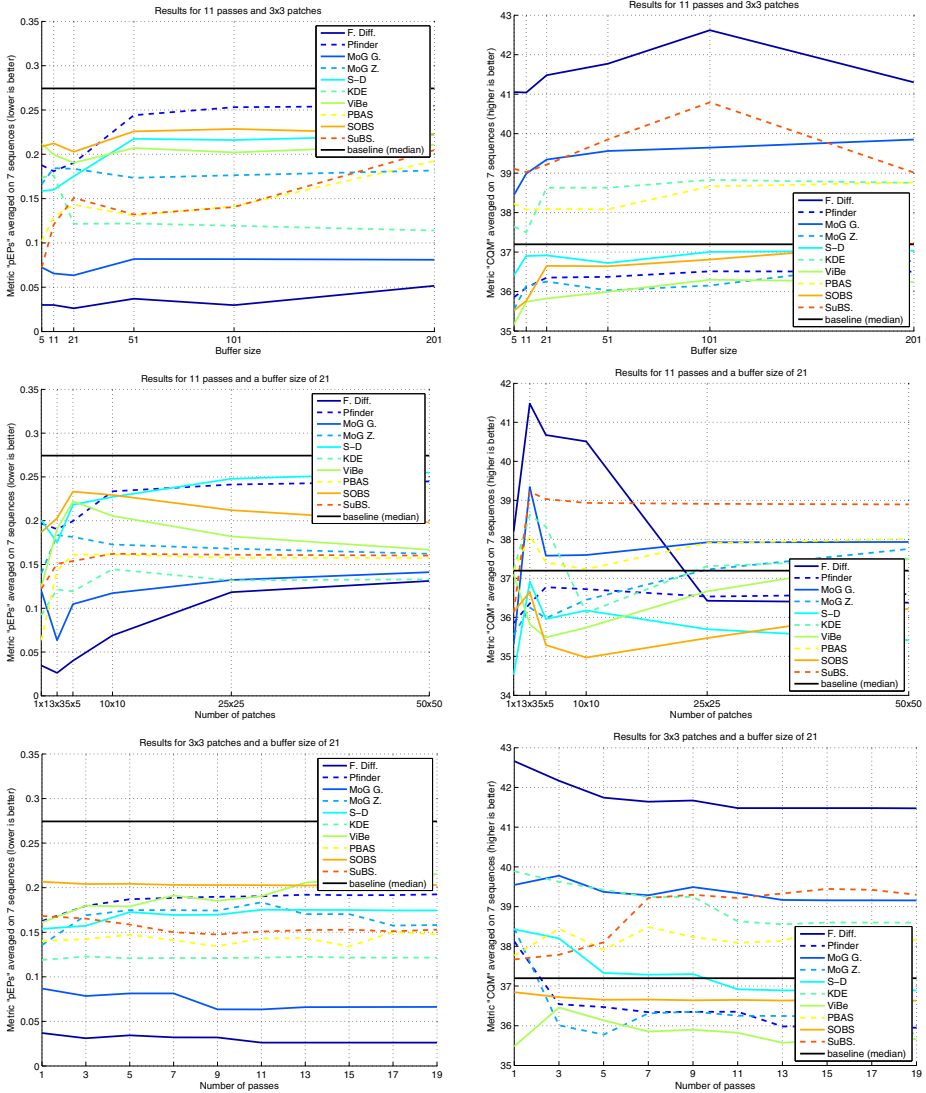 Results for 11 passes and 3x3 patches
Metric "pEPs" averaged on 7 sequences (lower is better)
0.35
0.3
0.25
0.2
0.15
0.1
0.05
0
5 11 21 51 101 201
Buffer size
F. Diff.
Pfinder
MoG G.
MoG Z.
S-D
KDE
ViBe
PBAS
SOBS
SuBS.
baseline (median)
Results for 11 passes and 3x3 patches
Metric "CQM" averaged on 7 sequences (higher is better)
43
42
41
40
39
38
37
36
35
5 11 21 51 101 201
Buffer size
F. Diff.
Pfinder
MoG G.
MoG Z.
S-D
KDE
ViBe
PBAS
SOBS
SuBS.
baseline (median)
Results for 11 passes and a buffer size of 21
Metric "pEPs" averaged on 7 sequences (lower is better)
0.35
0.3
0.25
0.2
0.15
0.1
0.05
0
1x13x35x5 10x10 25x25 50x50
Number of patches
F. Diff.
Pfinder
MoG G.
MoG Z.
S-D
KDE
ViBe
PBAS
SOBS
SuBS.
baseline (median)
Results for 11 passes and a buffer size of 21
Metric "CQM" averaged on 7 sequences (higher is better)
42
41
40
39
38
37
36
35
34
1x13x35x5 10x10 25x25 50x50
Number of patches
F. Diff.
Pfinder
MoG G.
MoG Z.
S-D
KDE
ViBe
PBAS
SOBS
SuBS.
baseline (median)
Results for 3x3 patches and a buffer size of 21
Metric "pEPs" averaged on 7 sequences (lower is better)
0.35
0.3
0.25
0.2
0.15
0.1
0.05
0
1 3 5 7 9 11 13 15 17 19
Number of passes
F. Diff.
Pfinder
MoG G.
MoG Z.
S-D
KDE
ViBe
PBAS
SOBS
SuBS.
baseline (median)
Results for 3x3 patches and a buffer size of 21
Metric "CQM" averaged on 7 sequences (higher is better)
43
42
41
40
39
38
37
36
35
1 3 5 7 9 11 13 15 17 19
Number of passes
F. Diff.
Pfinder
MoG G.
MoG Z.
S-D
KDE
ViBe
PBAS
SOBS
SuBS.
baseline (median)